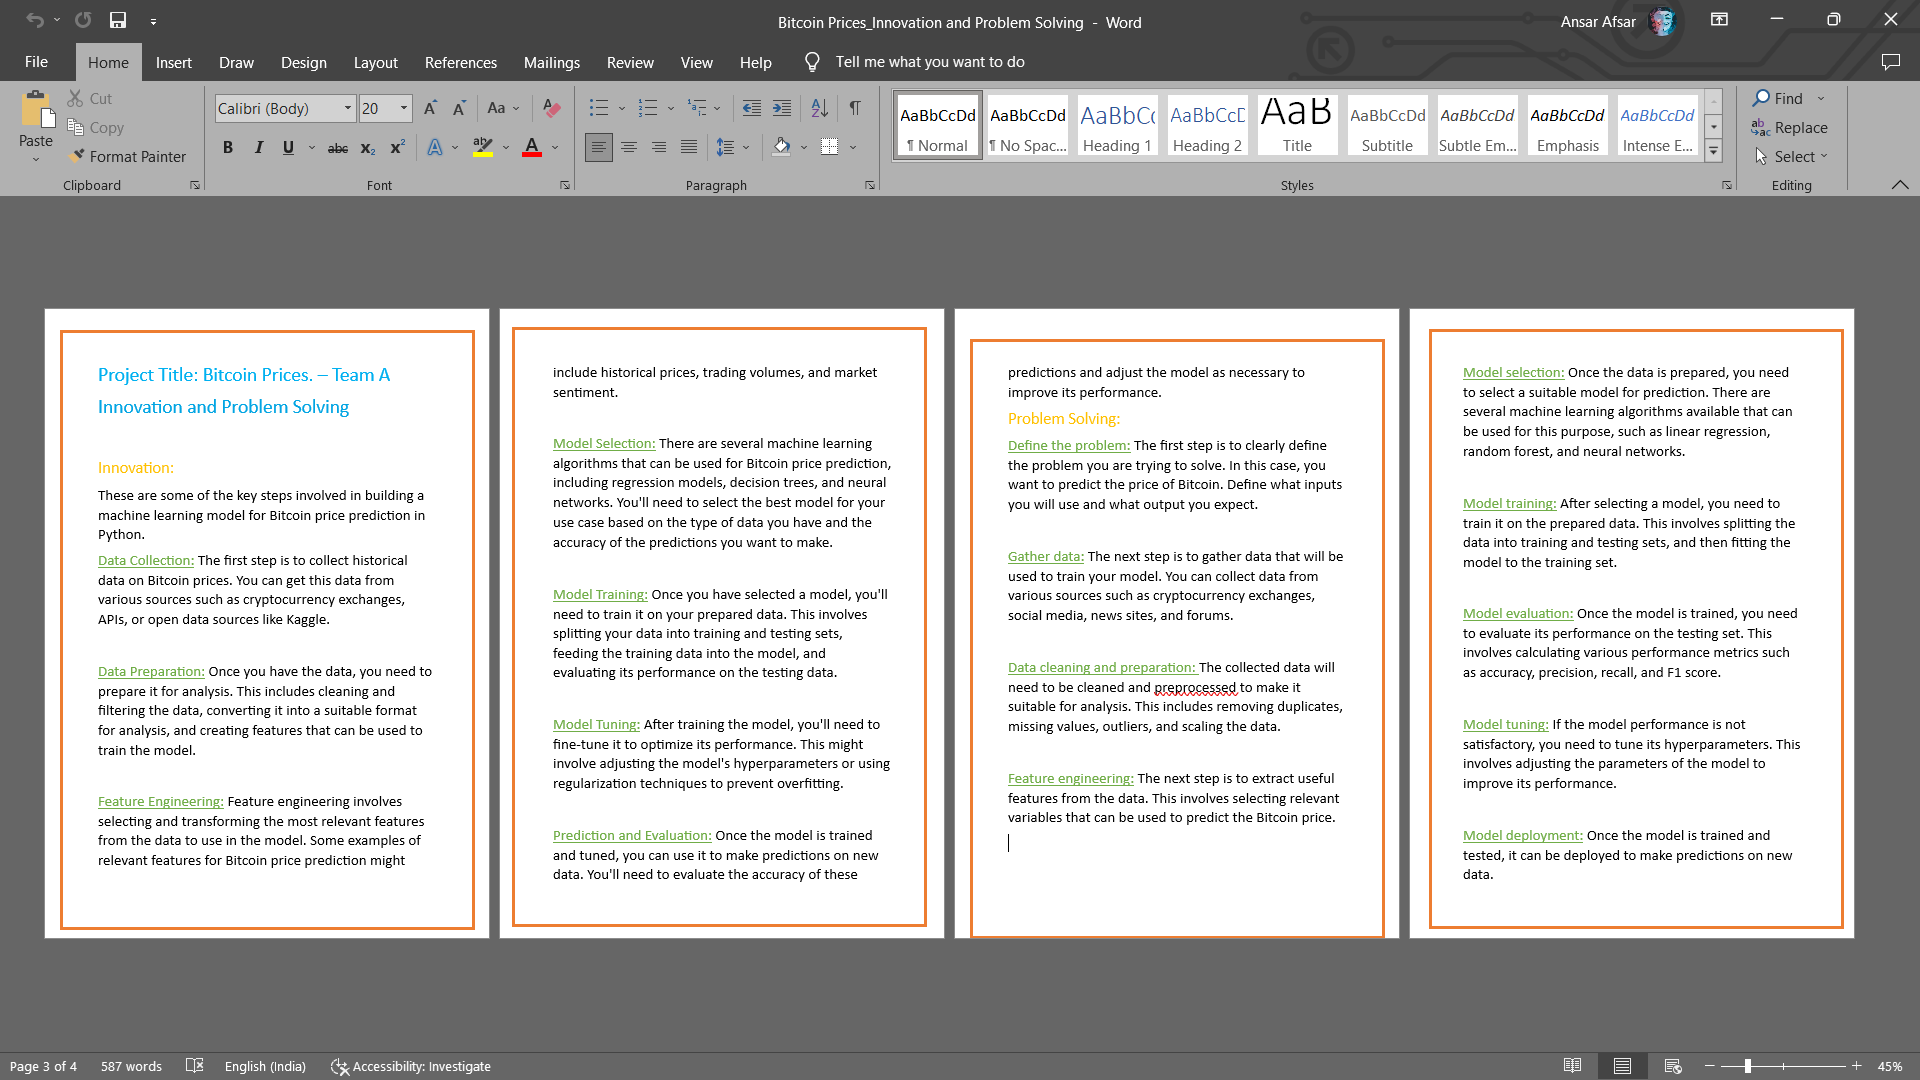 Bitcoin Prices_Innovation and Problem Solving - Word
Ansar Afsar
File Home Insert Draw Design Layout References Mailings Review View Help Tell me what you want to do
Paste
Cut
Copy
Format Painter
Clipboard
Calibri (Body) 20
Font
Paragraph
AaBbCcDd AaBbCcDd AaBbCc AaBbCcD AaB AaBbCcDd AaBbCcDd AaBbCcDd AaBbCcDd
¶ Normal ¶ No Spac... Heading 1 Heading 2 Title Subtitle Subtle Em... Emphasis Intense E...
Styles
Find
Replace
Select
Editing
Project Title: Bitcoin Prices. – Team A
Innovation and Problem Solving
Innovation:
These are some of the key steps involved in building a
machine learning model for Bitcoin price prediction in
Python.
Data Collection: The first step is to collect historical
data on Bitcoin prices. You can get this data from
various sources such as cryptocurrency exchanges,
APIs, or open data sources like Kaggle.
Data Preparation: Once you have the data, you need to
prepare it for analysis. This includes cleaning and
filtering the data, converting it into a suitable format
for analysis, and creating features that can be used to
train the model.
Feature Engineering: Feature engineering involves
selecting and transforming the most relevant features
from the data to use in the model. Some examples of
relevant features for Bitcoin price prediction might
include historical prices, trading volumes, and market
sentiment.
Model Selection: There are several machine learning
algorithms that can be used for Bitcoin price prediction,
including regression models, decision trees, and neural
networks. You'll need to select the best model for your
use case based on the type of data you have and the
accuracy of the predictions you want to make.
Model Training: Once you have selected a model, you'll
need to train it on your prepared data. This involves
splitting your data into training and testing sets,
feeding the training data into the model, and
evaluating its performance on the testing data.
Model Tuning: After training the model, you'll need to
fine-tune it to optimize its performance. This might
involve adjusting the model's hyperparameters or using
regularization techniques to prevent overfitting.
Prediction and Evaluation: Once the model is trained
and tuned, you can use it to make predictions on new
data. You'll need to evaluate the accuracy of these
predictions and adjust the model as necessary to
improve its performance.
Problem Solving:
Define the problem: The first step is to clearly define
the problem you are trying to solve. In this case, you
want to predict the price of Bitcoin. Define what inputs
you will use and what output you expect.
Gather data: The next step is to gather data that will be
used to train your model. You can collect data from
various sources such as cryptocurrency exchanges,
social media, news sites, and forums.
Data cleaning and preparation: The collected data will
need to be cleaned and preprocessed to make it
suitable for analysis. This includes removing duplicates,
missing values, outliers, and scaling the data.
Feature engineering: The next step is to extract useful
features from the data. This involves selecting relevant
variables that can be used to predict the Bitcoin price.
Model selection: Once the data is prepared, you need
to select a suitable model for prediction. There are
several machine learning algorithms available that can
be used for this purpose, such as linear regression,
random forest, and neural networks.
Model training: After selecting a model, you need to
train it on the prepared data. This involves splitting the
data into training and testing sets, and then fitting the
model to the training set.
Model evaluation: Once the model is trained, you need
to evaluate its performance on the testing set. This
involves calculating various performance metrics such
as accuracy, precision, recall, and F1 score.
Model tuning: If the model performance is not
satisfactory, you need to tune its hyperparameters. This
involves adjusting the parameters of the model to
improve its performance.
Model deployment: Once the model is trained and
tested, it can be deployed to make predictions on new
data.
Page 3 of 4 587 words English (India) Accessibility: Investigate 45%